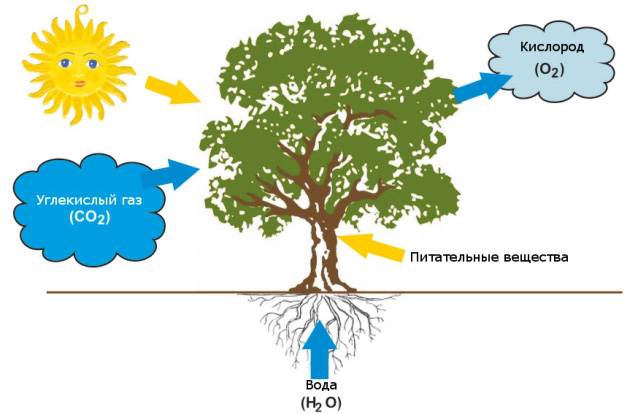 Кислород
(O2)
Углекислый газ
(CO2)
Питательные вещества
Вода
(H2 O)